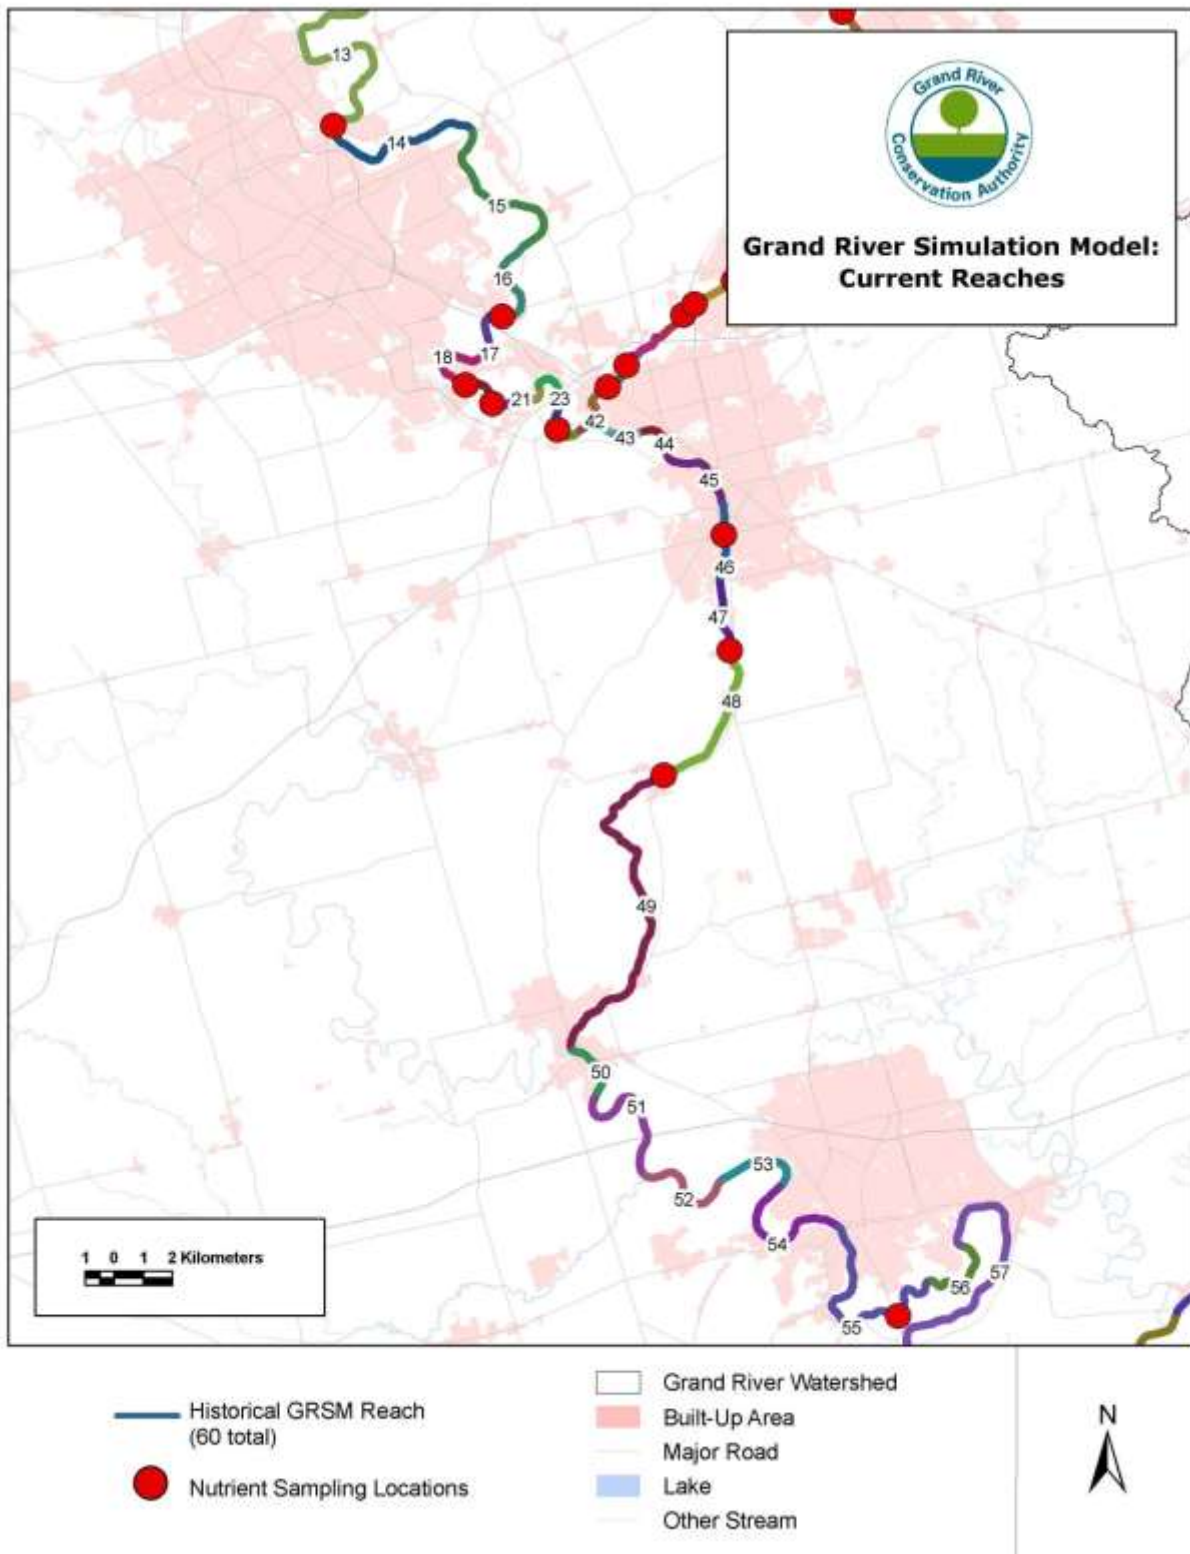 13
14
15
16
17
18
21
23
42
43
44
45
46
47
48
49
50
51
52
53
54
55
56
57
Grand River
Conservation Authority
Grand River Simulation Model:
Current Reaches
1 0 1 2 Kilometers
Historical GRSM Reach
(60 total)
Nutrient Sampling Locations
Grand River Watershed
Built-Up Area
Major Road
Lake
Other Stream
N